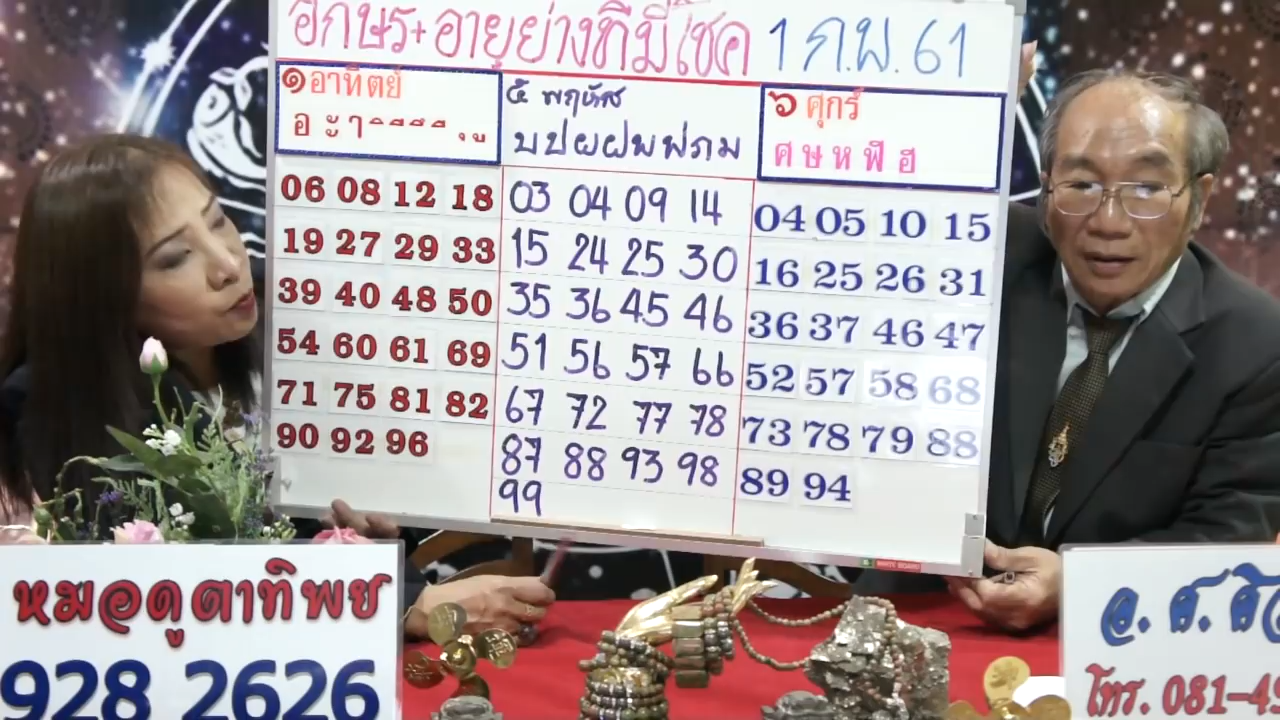 อักษร+อายุย่างที่มีโชค 1 ก.พ. 61
๑ อาทิตย์
อ ะ า ิ ี ึ ื ุ ู
06 08 12 18
19 27 29 33
39 40 48 50
54 60 61 69
71 75 81 82
90 92 96
๕ พฤหัส
บ ป ผ ฝ พ ฟ ภ ม
03 04 09 14
15 24 25 30
35 36 45 46
51 56 57 66
67 72 77 78
87 88 93 98
99
๖ ศุกร์
ศ ษ ห ฬ ฮ
04 05 10 15
16 25 26 31
36 37 46 47
52 57 58 68
73 78 79 88
89 94
WHITE BOARD
หมอดูตาทิพย์
928 2626
โทร. 081-4